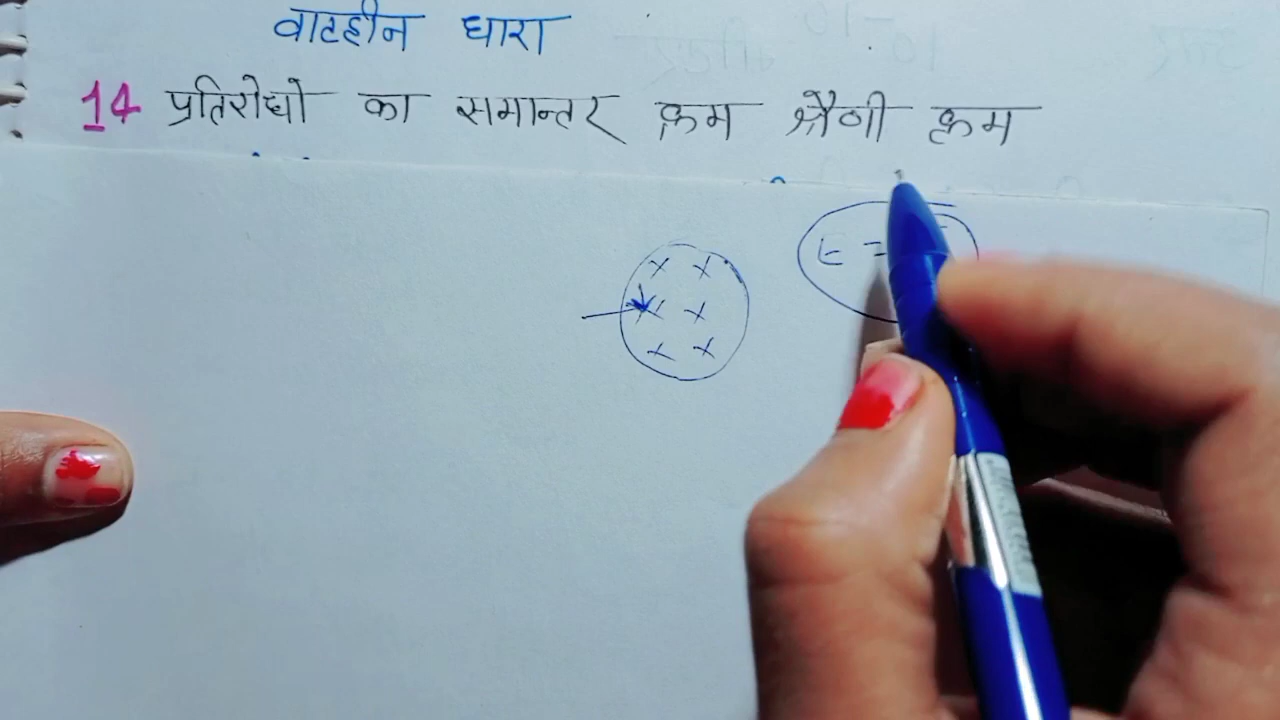 वाटहीन धारा
14 प्रतिरोधो का समान्तर क्रम श्रैणी क्रम
E =
x x
x x
x x